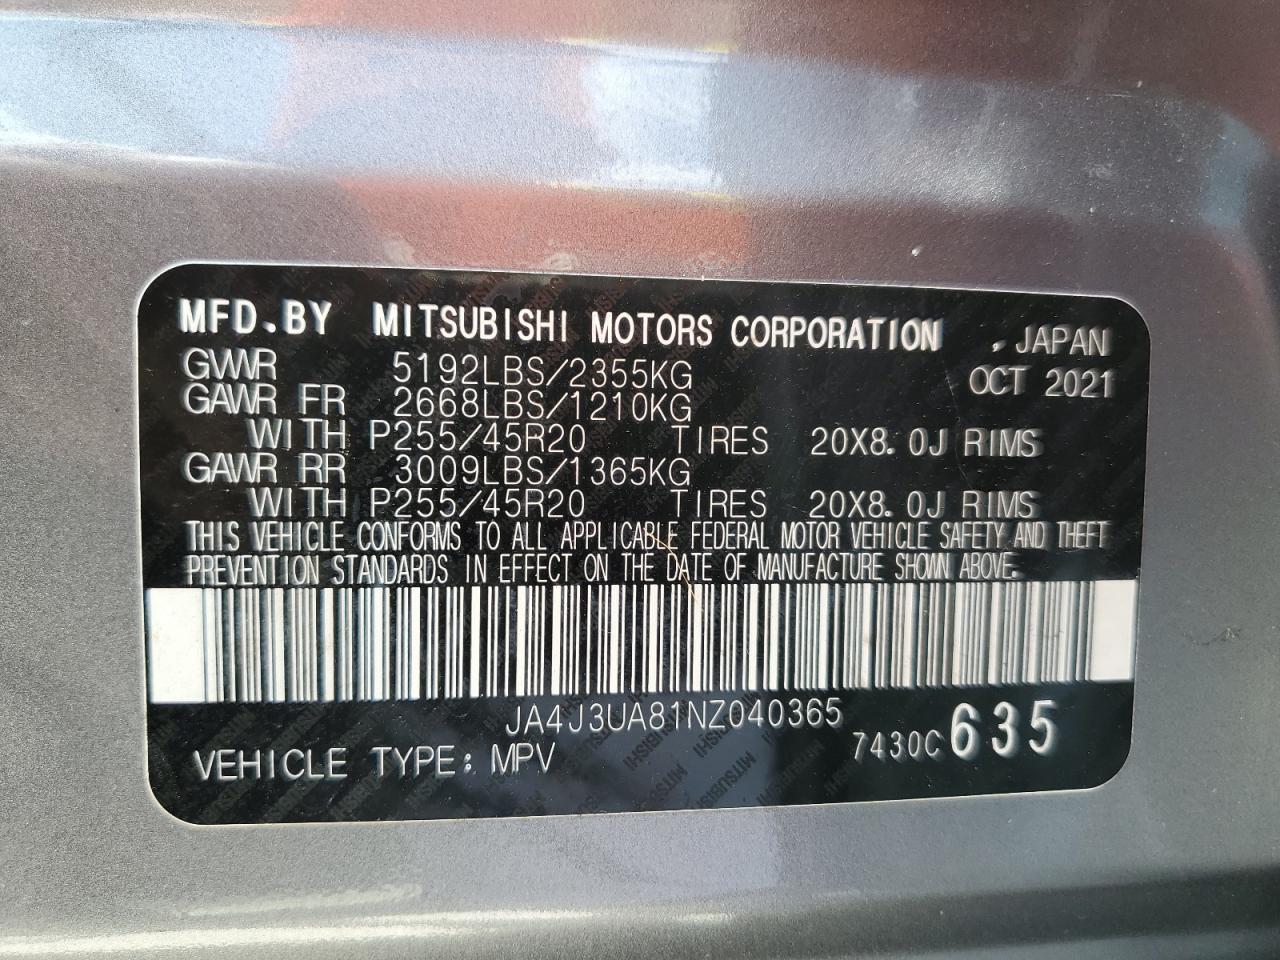 MFD.BY MITSUBISHI MOTORS CORPORATION , JAPAN
GVWR 5192LBS/2355KG OCT 2021
GAWR FR 2668LBS/1210KG
WITH P255/45R20 TIRES 20X8.0J RIMS
GAWR RR 3009LBS/1365KG
WITH P255/45R20 TIRES 20X8.0J RIMS
THIS VEHICLE CONFORMS TO ALL APPLICABLE FEDERAL MOTOR VEHICLE SAFETY AND THEFT
PREVENTION STANDARDS IN EFFECT ON THE DATE OF MANUFACTURE SHOWN ABOVE.
JA4J3UA81NZ040365
VEHICLE TYPE: MPV 7430C 635